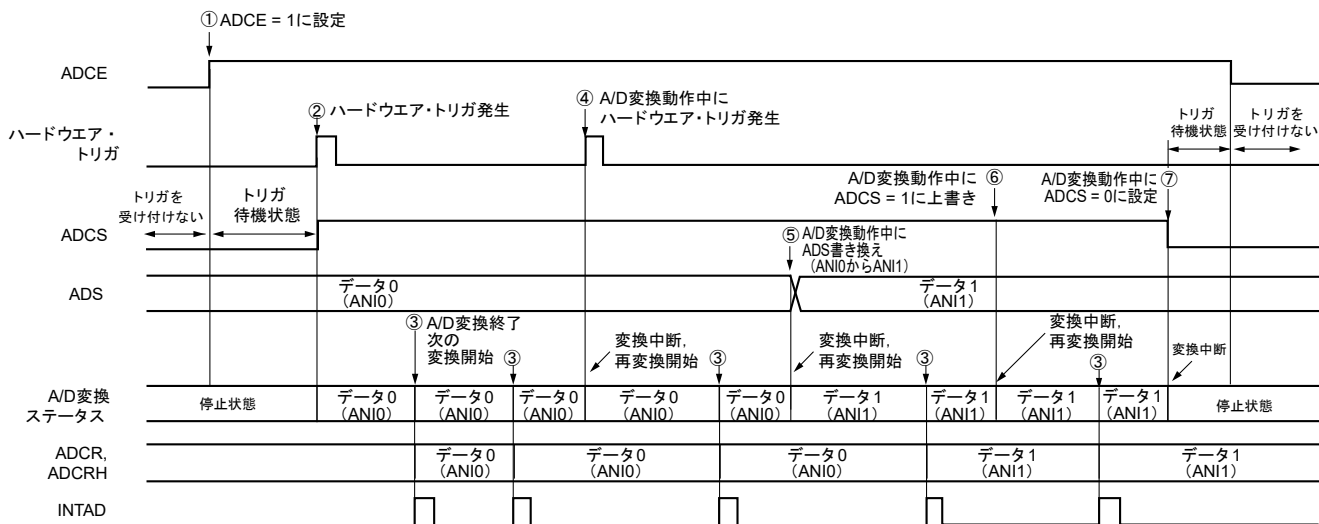 ① ADCE = 1に設定
ADCE
② ハードウエア・トリガ発生
④ A/D変換動作中に
ハードウエア・トリガ発生
ハードウエア・
トリガ
トリガ
待機状態
トリガを
受け付けない
トリガを
受け付けない
トリガ
待機状態
A/D変換動作中に ⑥
ADCS = 1に上書き
A/D変換動作中に ⑦
ADCS = 0に設定
ADCS
⑤ A/D変換動作中に
ADS書き換え
(ANI0からANI1)
ADS
データ0
(ANI0)
データ1
(ANI1)
③ A/D変換終了
次の
変換開始
③
変換中断,
再変換開始
③
変換中断,
再変換開始
③
変換中断,
再変換開始
③
変換中断
A/D変換
ステータス
停止状態
データ0
(ANI0)
データ0
(ANI0)
データ0
(ANI0)
データ0
(ANI0)
データ0
(ANI0)
データ1
(ANI1)
データ1
(ANI1)
データ1
(ANI1)
データ1
(ANI1)
停止状態
ADCR,
ADCRH
データ0
(ANI0)
データ0
(ANI0)
データ0
(ANI0)
データ1
(ANI1)
データ1
(ANI1)
INTAD